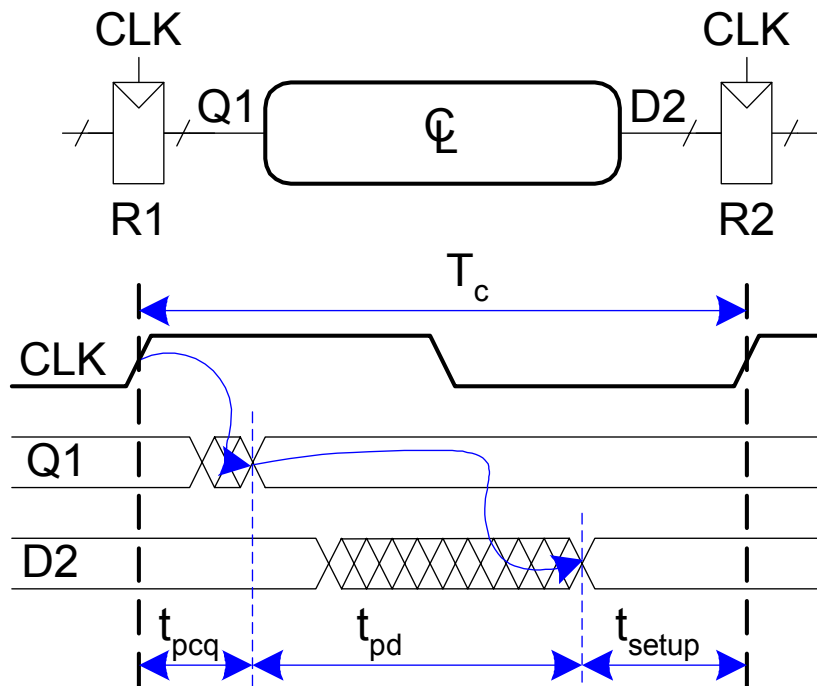 CLK CLK
Q1 CL D2
R1 R2
Tc
CLK
Q1
D2
tpcq tpd tsetup